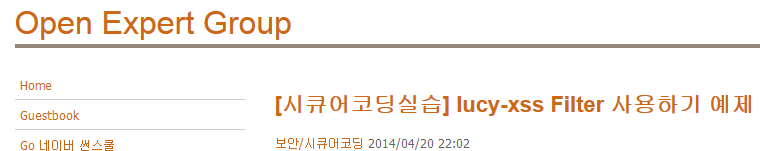 Open Expert Group
Home
Guestbook
Go 네이버 썬스쿨
[시큐어코딩실습] lucy-xss Filter 사용하기 예제
보안/시큐어코딩 2014/04/20 22:02